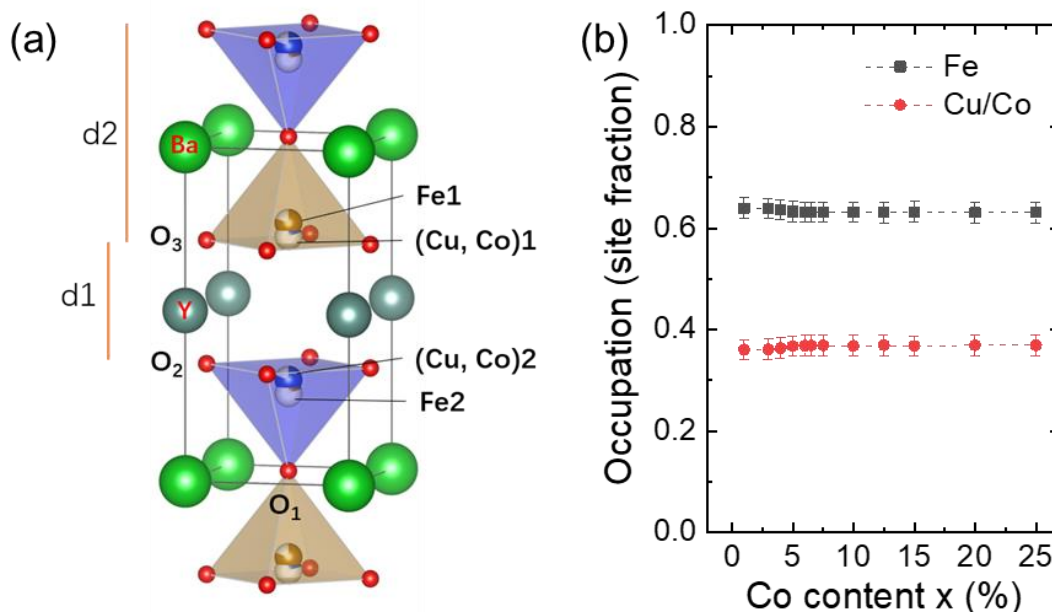 (a)
d2
Ba
Fe1
(Cu, Co)1
O₃
d1
Y
O₂
(Cu, Co)2
Fe2
O₁
(b)
Fe
Cu/Co
Occupation (site fraction)
1.0
0.8
0.6
0.4
0.2
0.0
0 5 10 15 20 25
Co content x (%)